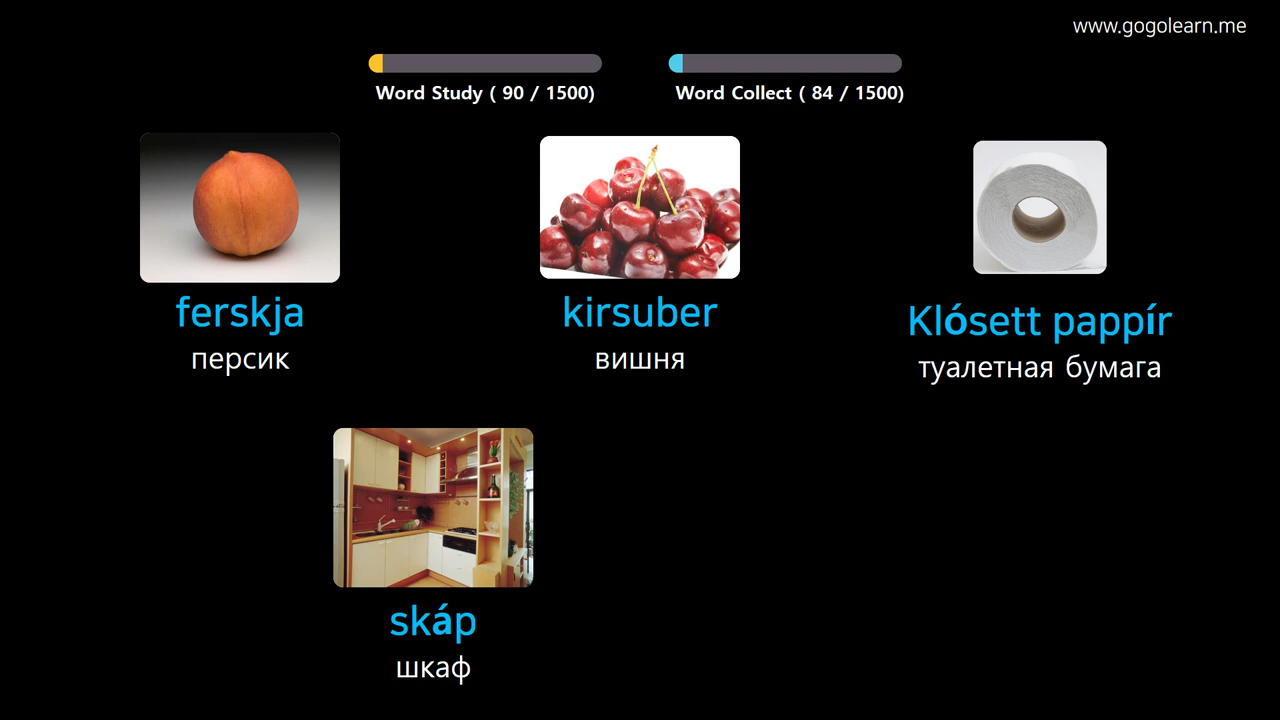 www.gogolearn.me
Word Study ( 90 / 1500)
Word Collect ( 84 / 1500)
ferskja
персик
kirsuber
вишня
Klósett pappír
туалетная бумага
skáp
шкаф